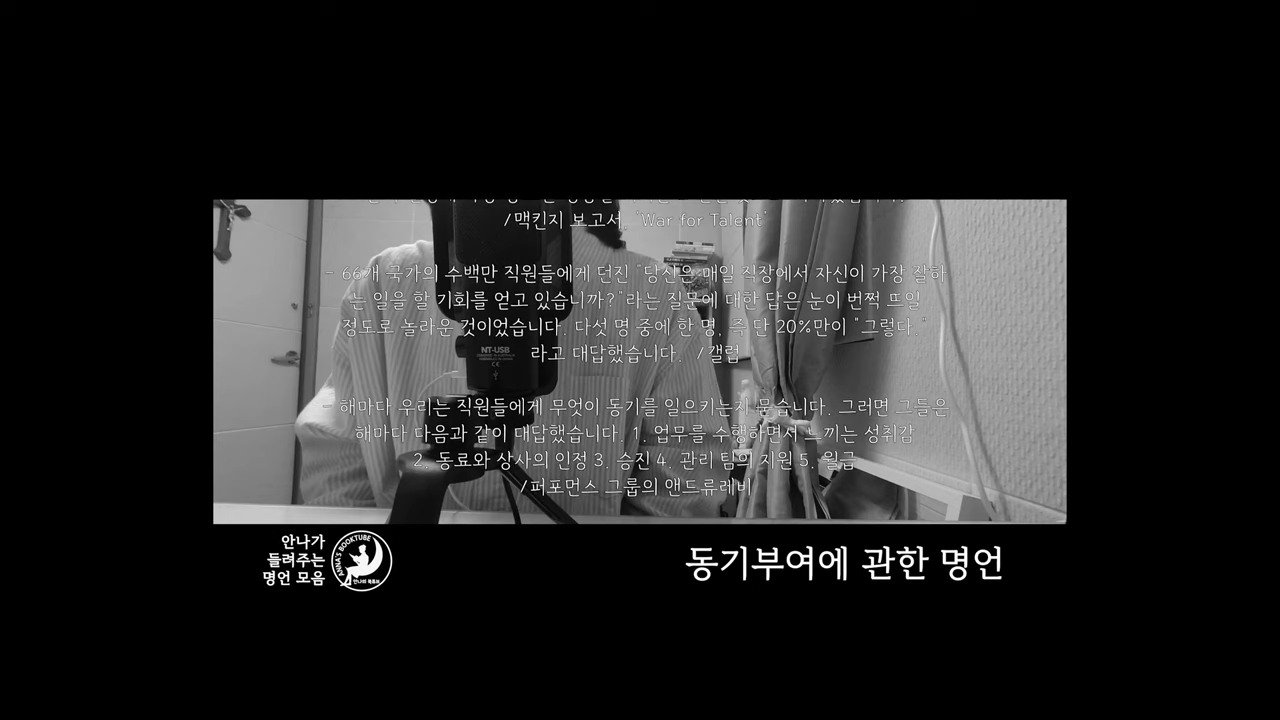 /맥킨지 보고서, 'War for Talent'
- 66개 국가의 수백만 직원들에게 던진 "당신은 매일 직장에서 자신이 가장 잘하
는 일을 할 기회를 얻고 있습니까?"라는 질문에 대한 답은 눈이 번쩍 뜨일
정도로 놀라운 것이었습니다. 다섯 명 중에 한 명, 즉 단 20%만이 "그렇다."
라고 대답했습니다. /갤럽
- 해마다 우리는 직원들에게 무엇이 동기를 일으키는지 묻습니다. 그러면 그들은
해마다 다음과 같이 대답했습니다. 1. 업무를 수행하면서 느끼는 성취감
2. 동료와 상사의 인정 3. 승진 4. 관리 팀의 지원 5. 월급
/퍼포먼스 그룹의 앤드류레비
NT-USB
CE
안나가
들려주는
명언 모음
ANNA'S BOOKTUBE
안나의 북튜브
동기부여에 관한 명언